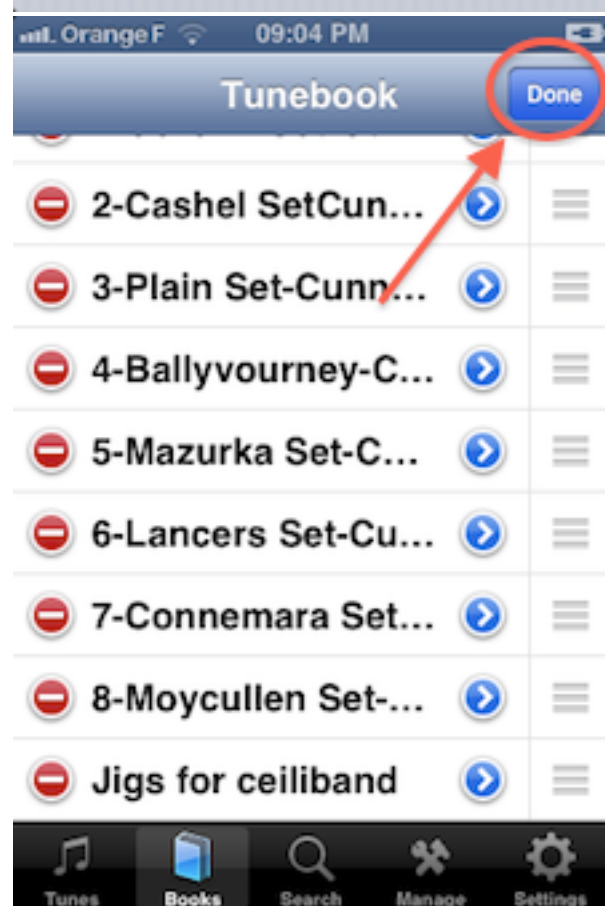 OrangeF 09:04 PM
Tunebook
Done
2-Cashel SetCun...
3-Plain Set-Cunn...
4-Ballyvourney-C...
5-Mazurka Set-C...
6-Lancers Set-Cu...
7-Connemara Set...
8-Moycullen Set-...
Jigs for ceiliband
Tunes Books Search Manage Settings